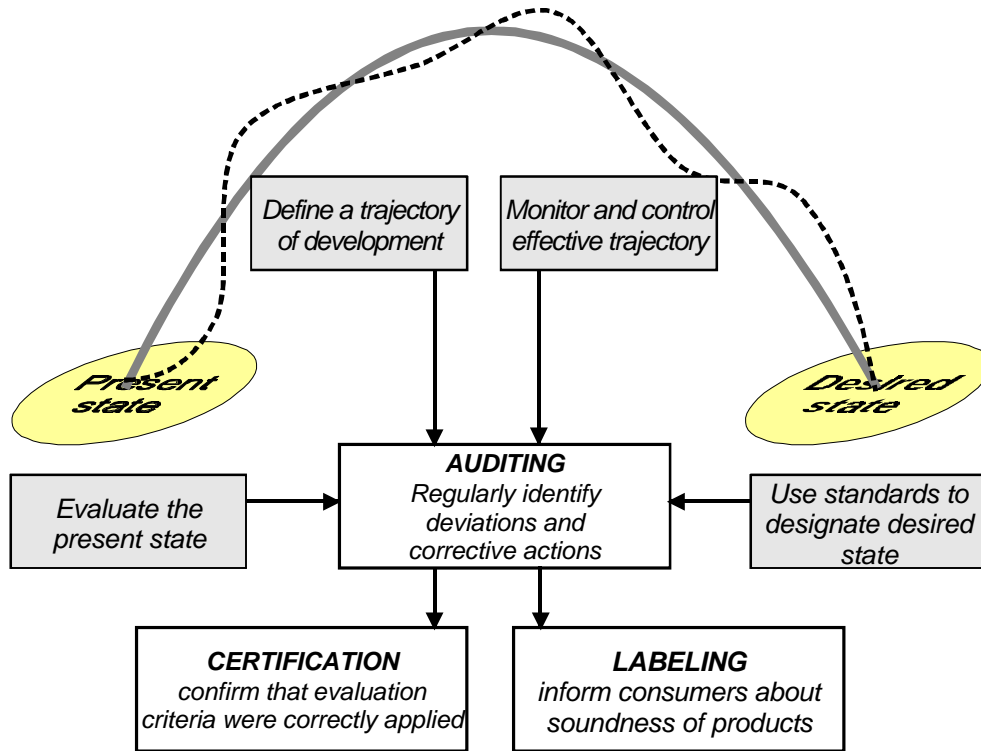 Define a trajectory
of development
Monitor and control
effective trajectory
Present
state
Desired
state
AUDITING
Regularly identify
deviations and
corrective actions
Evaluate the
present state
Use standards to
designate desired
state
CERTIFICATION
confirm that evaluation
criteria were correctly applied
LABELING
inform consumers about
soundness of products